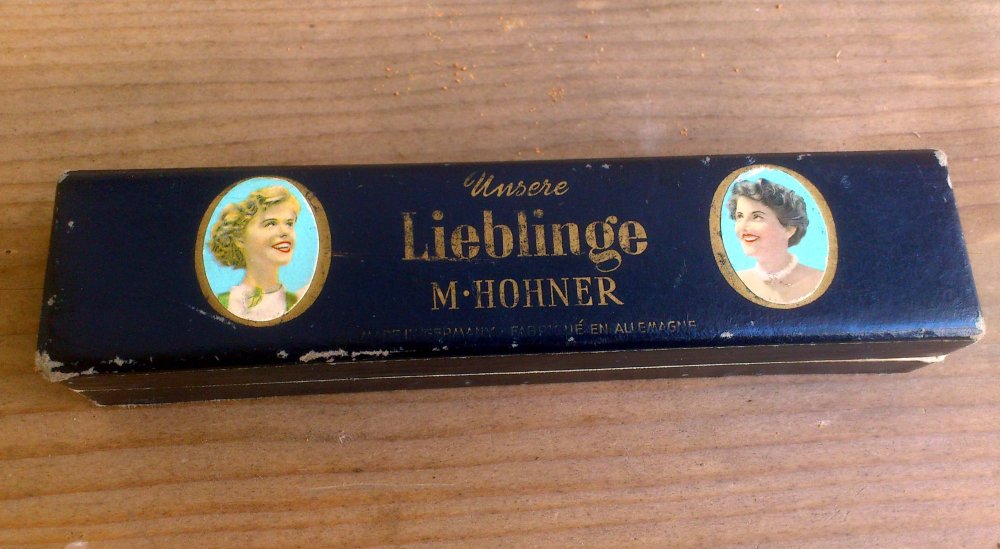 Unsere
Lieblinge
M·HOHNER
MADE IN GERMANY · FABRIQUÉ EN ALLEMAGNE